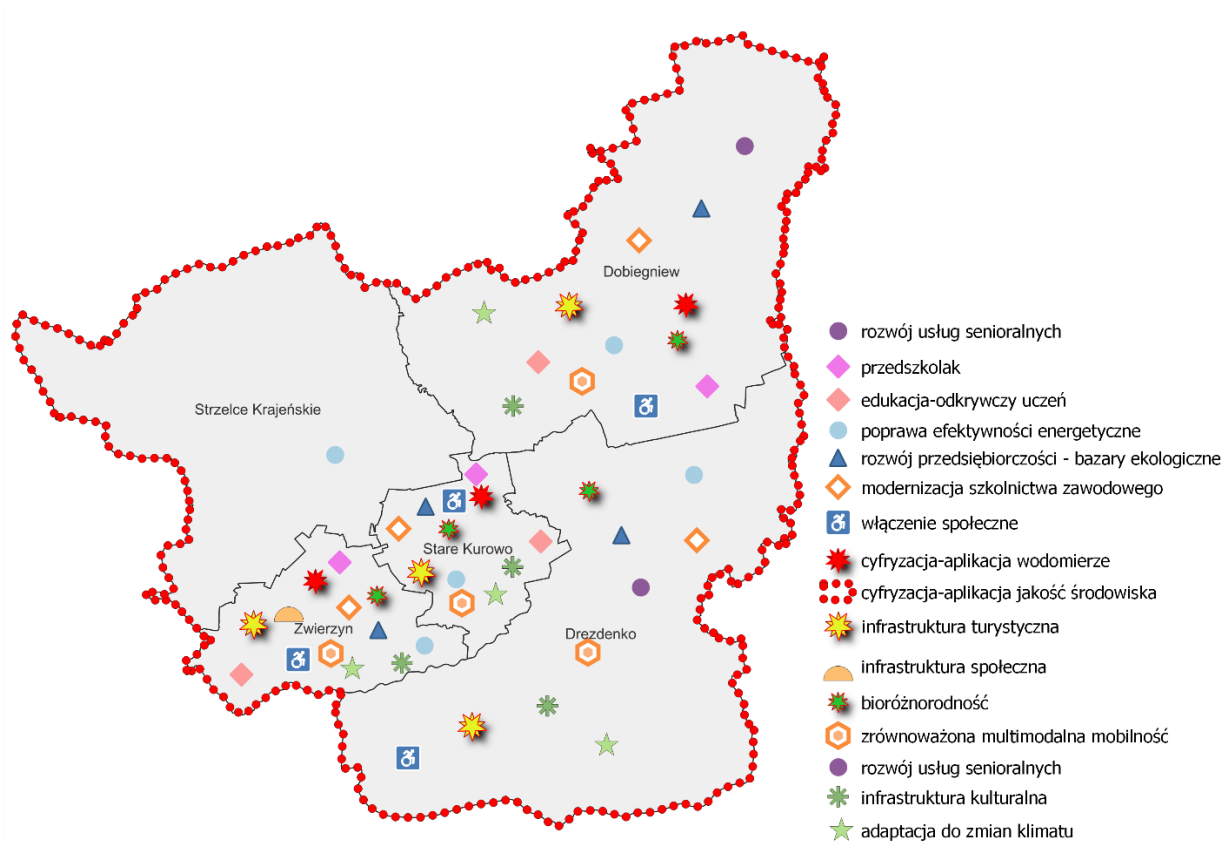 Dobiegniew
Strzelce Krajeńskie
Stare Kurowo
Zwierzyn
Drezdenko
rozwój usług senioralnych
przedszkolak
edukacja-odkrywczy uczeń
poprawa efektywności energetyczne
rozwój przedsiębiorczości - bazary ekologiczne
modernizacja szkolnictwa zawodowego
włączenie społeczne
cyfryzacja-aplikacja wodomierze
cyfryzacja-aplikacja jakość środowiska
infrastruktura turystyczna
infrastruktura społeczna
bioróżnorodność
zrównoważona multimodalna mobilność
rozwój usług senioralnych
infrastruktura kulturalna
adaptacja do zmian klimatu